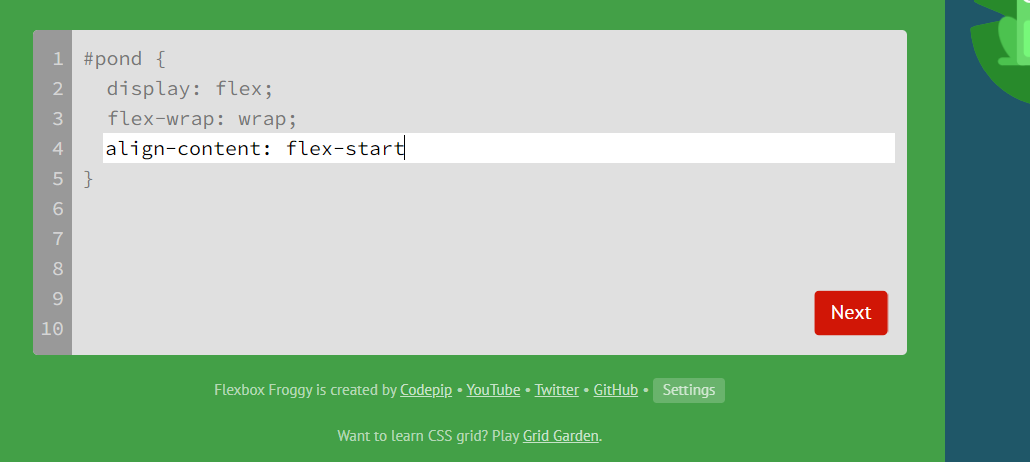 1 #pond {
2 display: flex;
3 flex-wrap: wrap;
4 align-content: flex-start
5 }
6
7
8
9
10
Next
Flexbox Froggy is created by Codepip • YouTube • Twitter • GitHub • Settings
Want to learn CSS grid? Play Grid Garden.